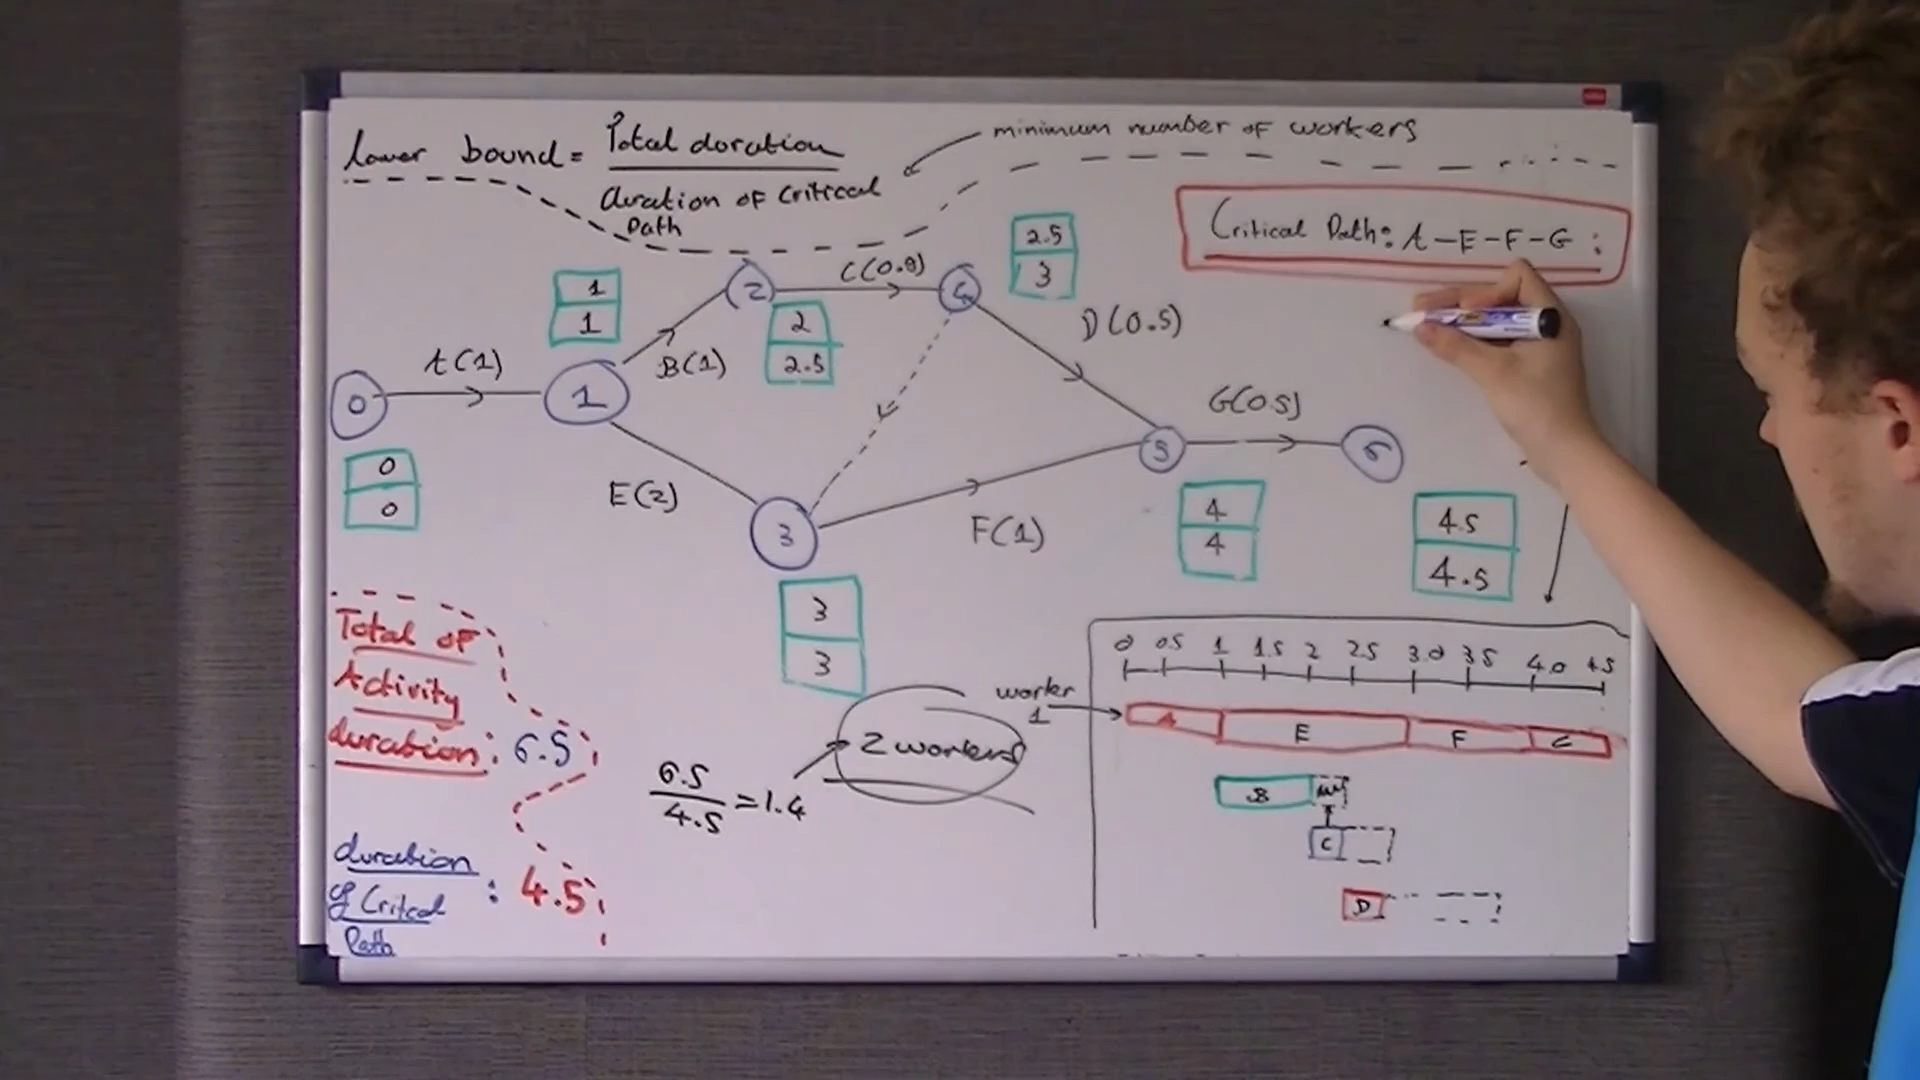 lower bound = Total doration
duration of critical
Path
minimum number of workers
Critical Path: A-E-F-G :
2.5
3
1
1
2
C(0.8)
4
2
2.5
D(0.5)
A(1)
B(1)
0
1
G(0.5)
5
6
0
0
E(2)
3
F(1)
4
4
4.5
4.5
3
3
Total of
Activity
duration: 6.5
0 0.5 1 1.5 2 2.5 3.0 3.5 4.0 4.5
worker
1
A E F G
2 workers
6.5
4.5 =1.4
B
C
D
duration
of Critcal
Path : 4.5